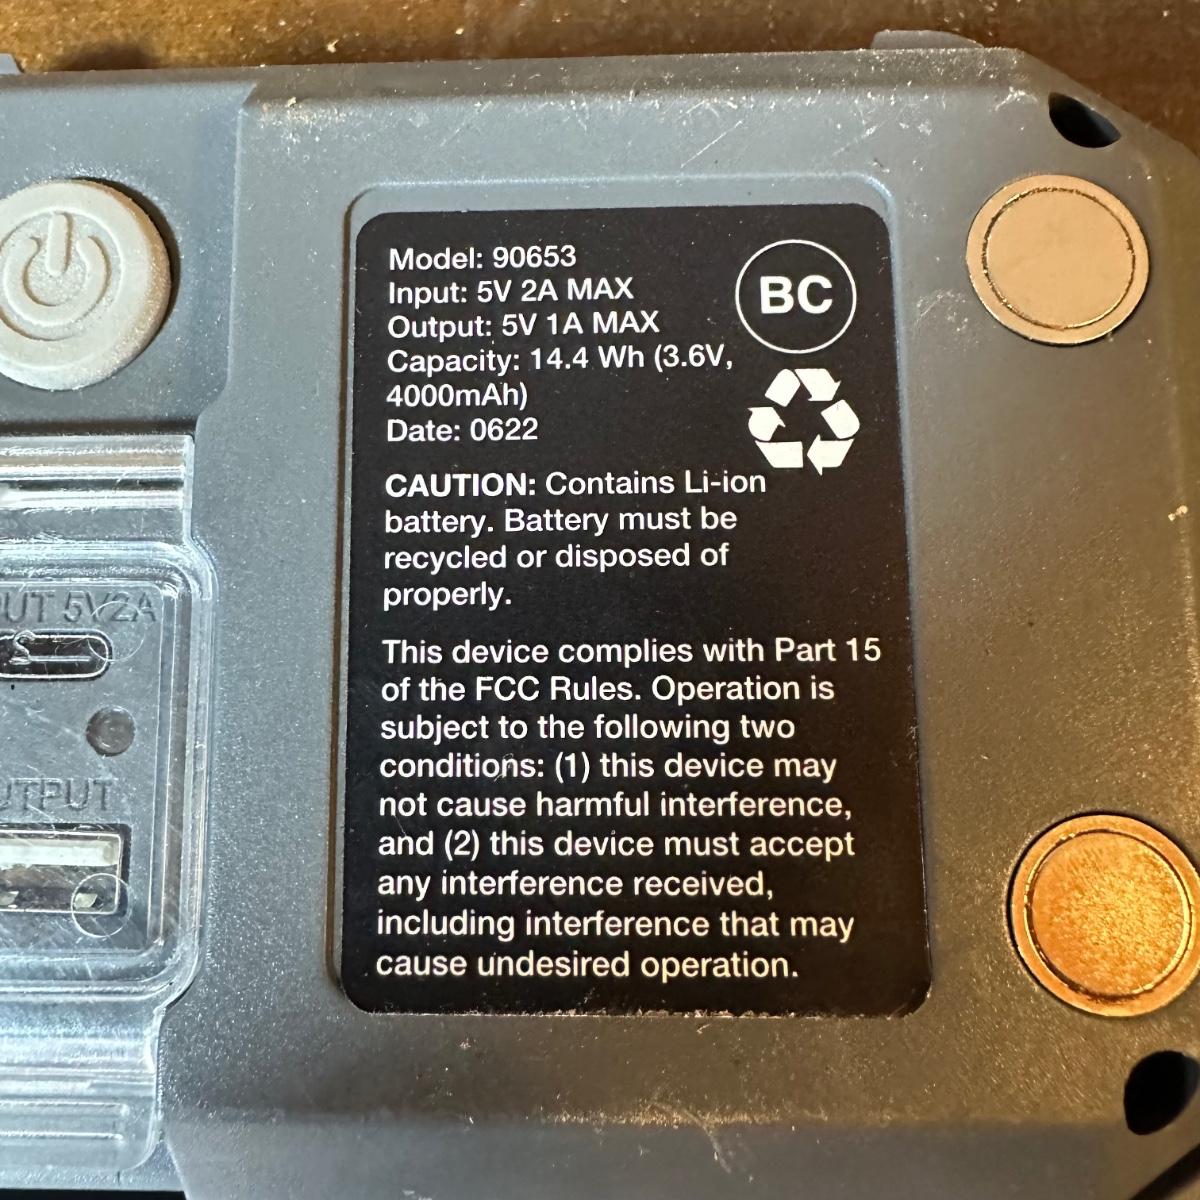 Model: 90653
Input: 5V 2A MAX
Output: 5V 1A MAX
Capacity: 14.4 Wh (3.6V,
4000mAh)
Date: 0622
BC
CAUTION: Contains Li-ion
battery. Battery must be
recycled or disposed of
properly.
This device complies with Part 15
of the FCC Rules. Operation is
subject to the following two
conditions: (1) this device may
not cause harmful interference,
and (2) this device must accept
any interference received,
including interference that may
cause undesired operation.
UT 5V2A
UTPUT